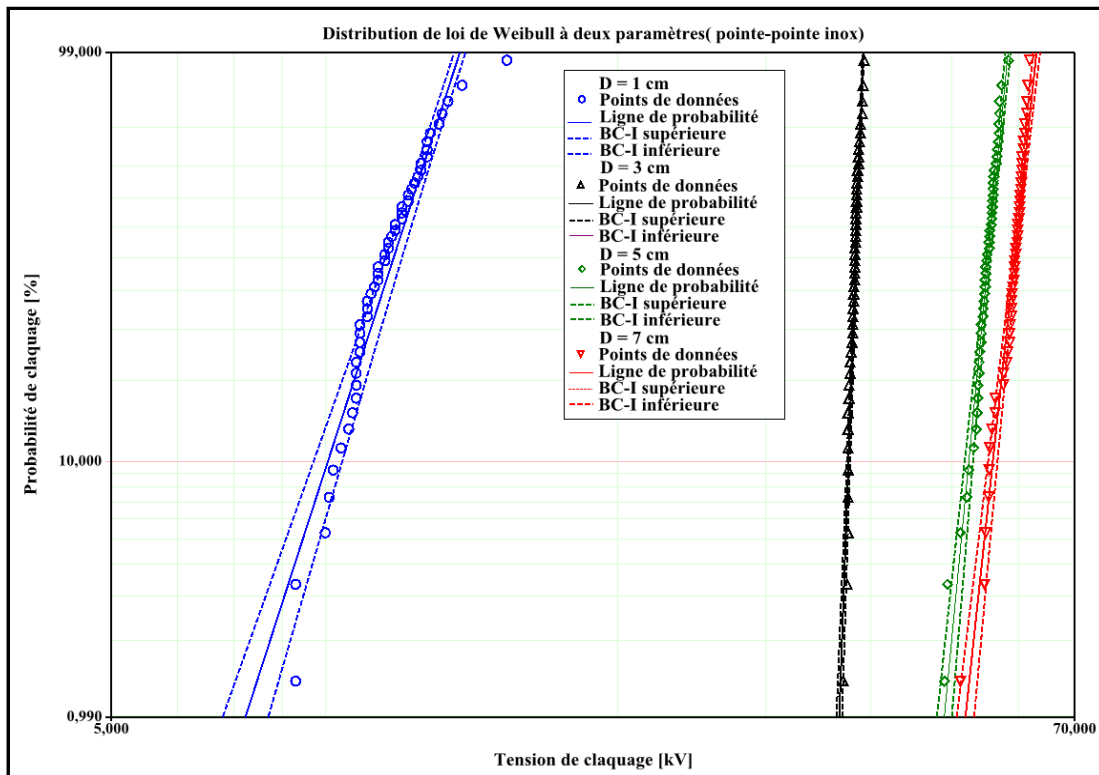 Distribution de loi de Weibull à deux paramètres( pointe-pointe inox)
99,000
D = 1 cm
Points de données
Ligne de probabilité
BC-I supérieure
BC-I inférieure
D = 3 cm
Points de données
Ligne de probabilité
BC-I supérieure
BC-I inférieure
D = 5 cm
Points de données
Ligne de probabilité
BC-I supérieure
BC-I inférieure
D = 7 cm
Points de données
Ligne de probabilité
BC-I supérieure
BC-I inférieure
Probabilité de claquage [%]
10,000
0,990
5,000
70,000
Tension de claquage [kV]